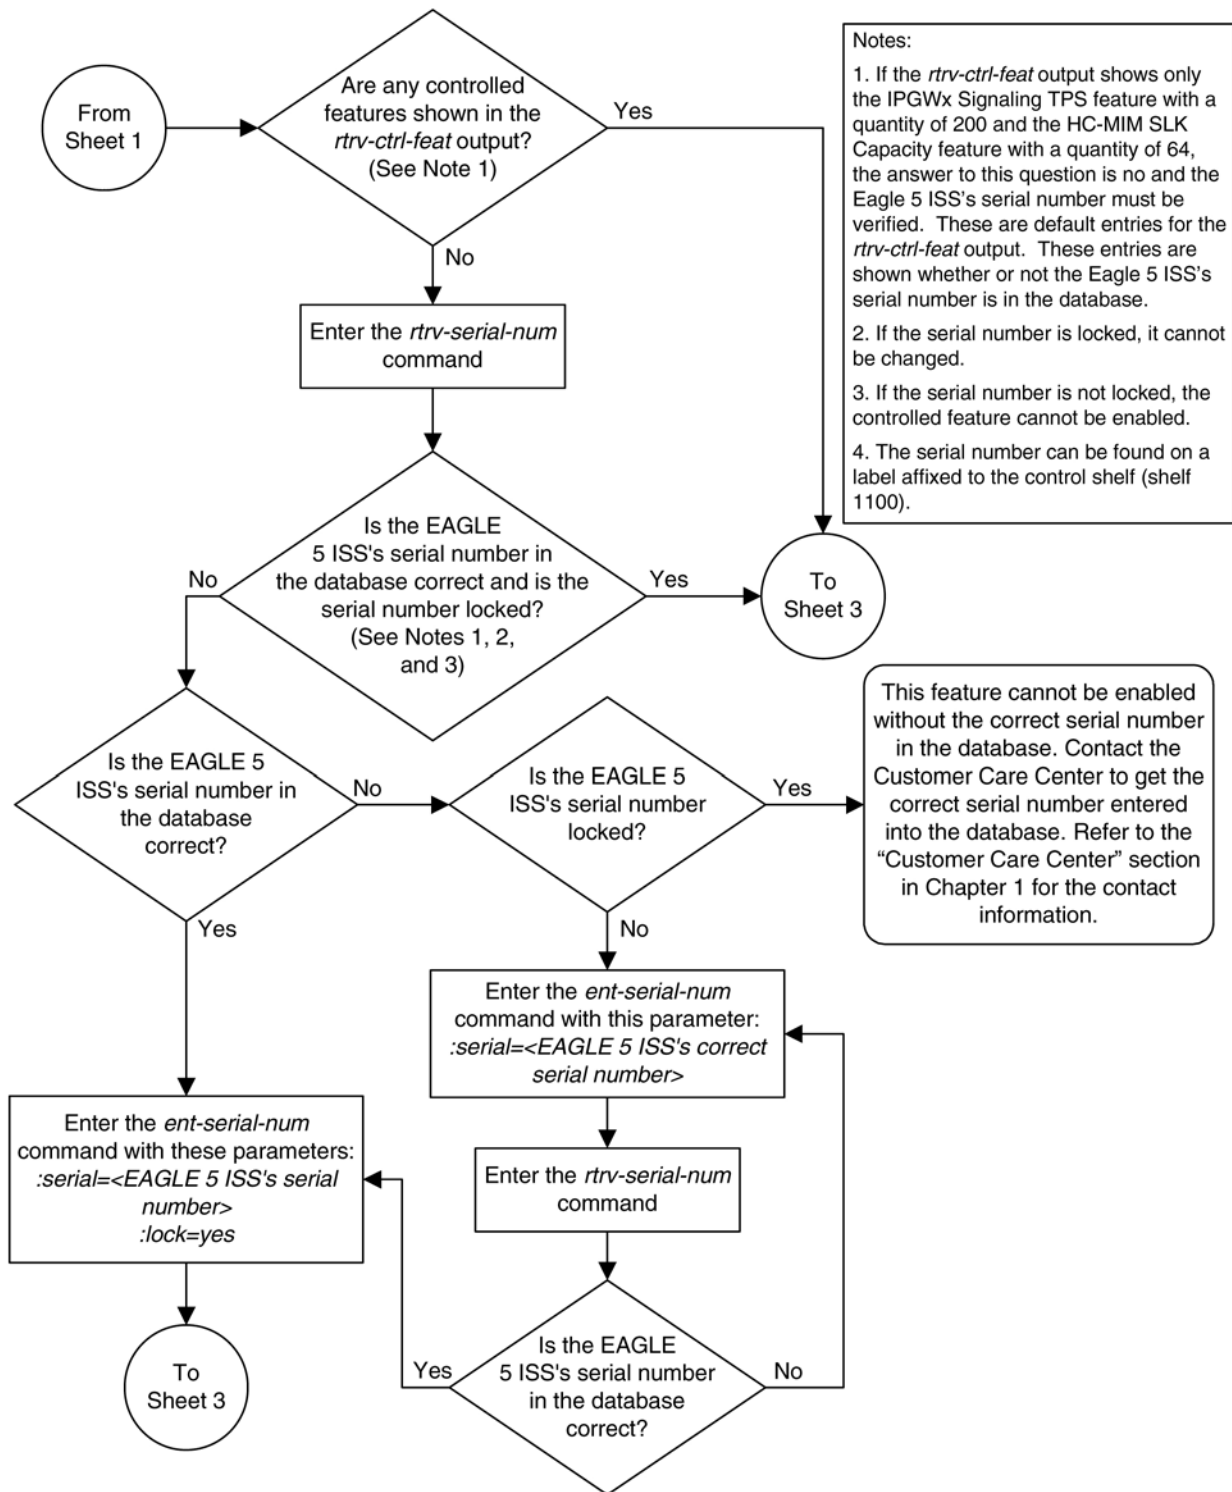 From
Sheet 1
Are any controlled
features shown in the
rtrv-ctrl-feat output?
(See Note 1)
Yes
No
Notes:
1. If the rtrv-ctrl-feat output shows only
the IPGWx Signaling TPS feature with a
quantity of 200 and the HC-MIM SLK
Capacity feature with a quantity of 64,
the answer to this question is no and the
Eagle 5 ISS's serial number must be
verified.  These are default entries for the
rtrv-ctrl-feat output.  These entries are
shown whether or not the Eagle 5 ISS's
serial number is in the database.
2. If the serial number is locked, it cannot
be changed.
3. If the serial number is not locked, the
controlled feature cannot be enabled.
4. The serial number can be found on a
label affixed to the control shelf (shelf
1100).
Enter the rtrv-serial-num
command
Is the EAGLE
5 ISS's serial number in
the database correct and is the
serial number locked?
(See Notes 1, 2,
and 3)
No
Yes
To
Sheet 3
Is the EAGLE 5
ISS's serial number in
the database
correct?
No
Yes
Is the EAGLE 5
ISS's serial number
locked?
Yes
No
This feature cannot be enabled
without the correct serial number
in the database. Contact the
Customer Care Center to get the
correct serial number entered
into the database. Refer to the
“Customer Care Center” section
in Chapter 1 for the contact
information.
Enter the ent-serial-num
command with this parameter:
:serial=<EAGLE 5 ISS's correct
serial number>
Enter the rtrv-serial-num
command
Enter the ent-serial-num
command with these parameters:
:serial=<EAGLE 5 ISS's serial
number>
:lock=yes
To
Sheet 3
Is the EAGLE
5 ISS's serial number
in the database
correct?
Yes
No